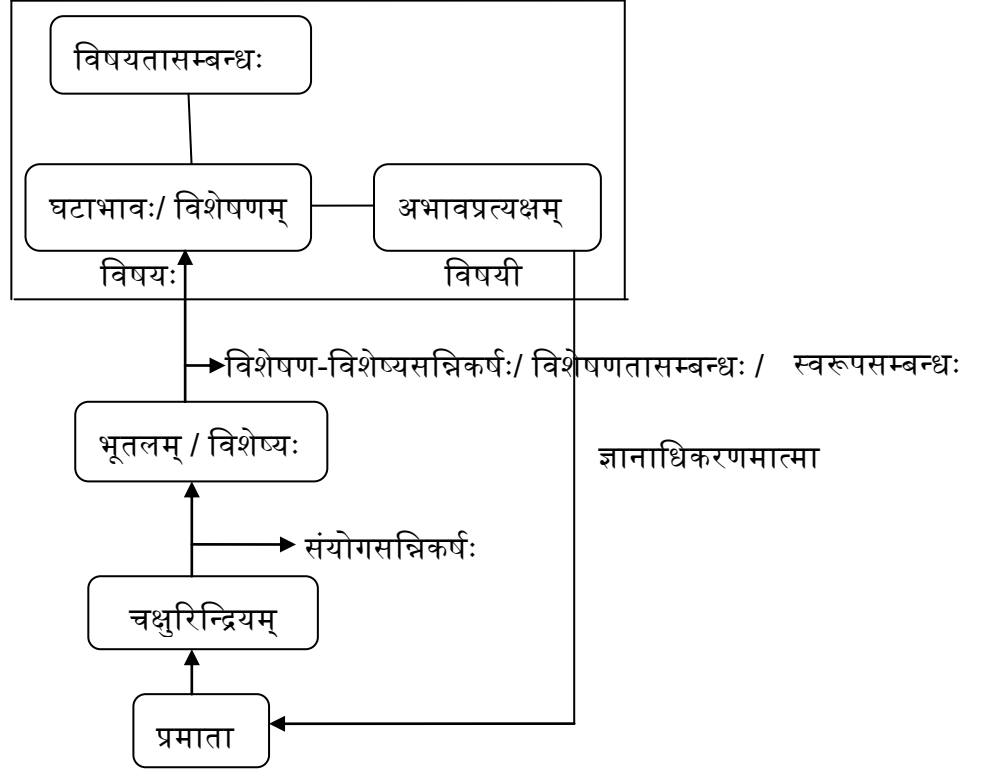 विषयतासम्बन्धः
घटाभावः/ विशेषणम्
अभावप्रत्यक्षम्
विषयः
विषयी
विशेषण-विशेष्यसन्निकर्षः/ विशेषणतासम्बन्धः / स्वरूपसम्बन्धः
भूतलम् / विशेष्यः
ज्ञानाधिकरणमात्मा
संयोगसन्निकर्षः
चक्षुरिन्द्रियम्
प्रमाता